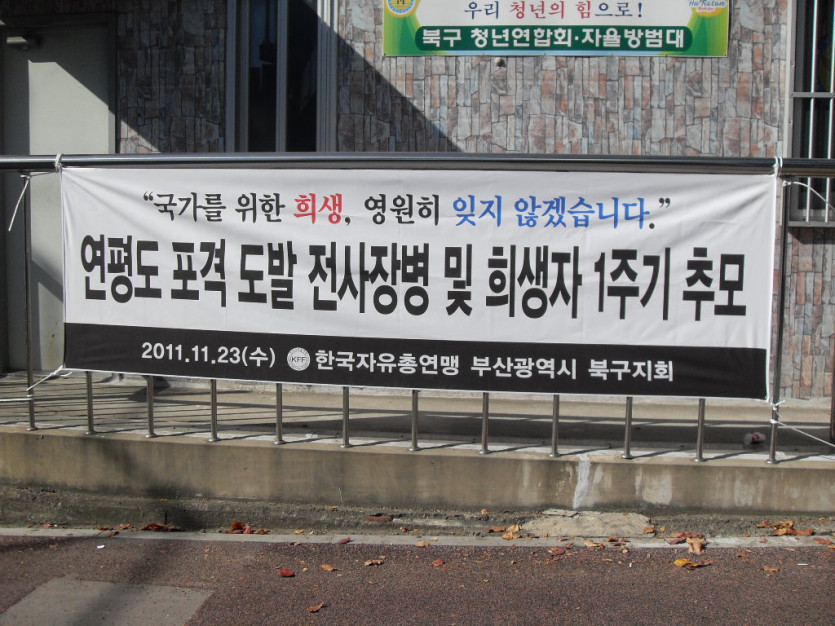 우리 청년의 힘으로!
북구 청년연합회·자율방범대
“국가를 위한 희생, 영원히 잊지 않겠습니다.”
연평도 포격 도발 전사장병 및 희생자 1주기 추모
2011.11.23(수) KFF 한국자유총연맹 부산광역시 북구지회